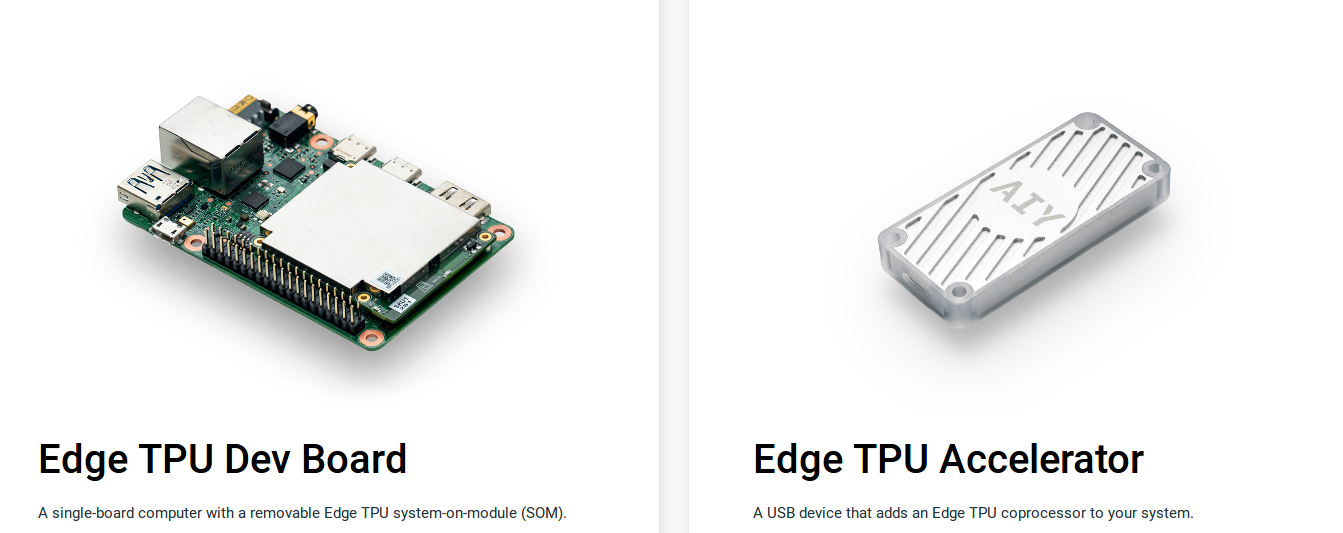 AIY
Edge TPU Dev Board
A single-board computer with a removable Edge TPU system-on-module (SOM).
Edge TPU Accelerator
A USB device that adds an Edge TPU coprocessor to your system.